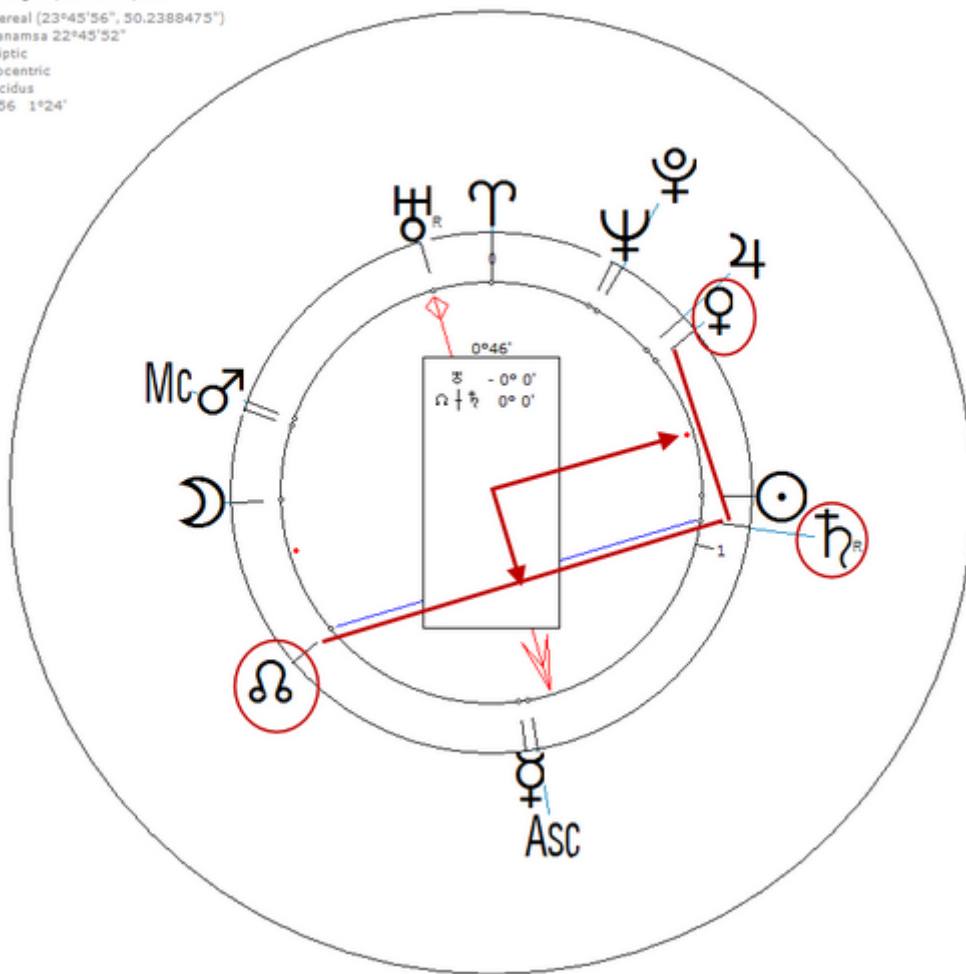 ereal (23°45'56", 50.2388475")
anamsa 22°45'52"
iptic
ocentric
cidus
56 1°24'
♅ R
♈
0
♆
♇
♃
♀
Mc ♂
0°46'
♅ - 0° 0'
☊ ┼ ♄ 0° 0'
☽
☉
♄ R
1
☊
☿
Asc